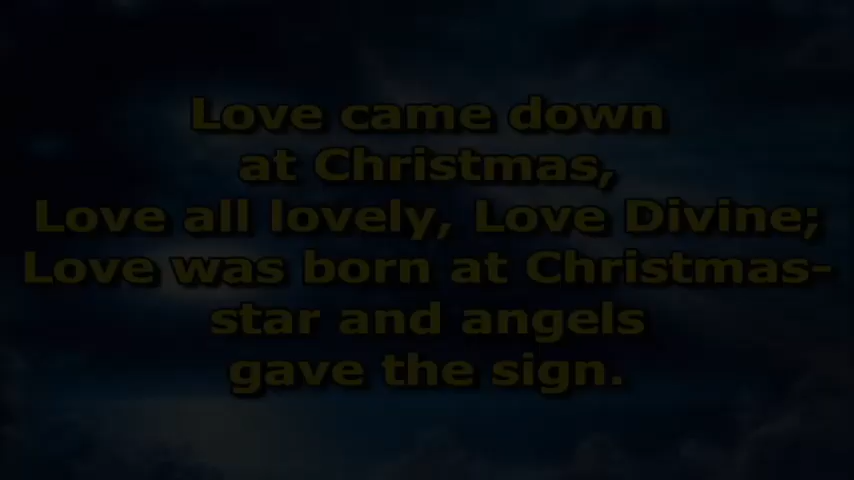 Love came down
at Christmas,
Love all lovely, Love Divine;
Love was born at Christmas-
star and angels
gave the sign.